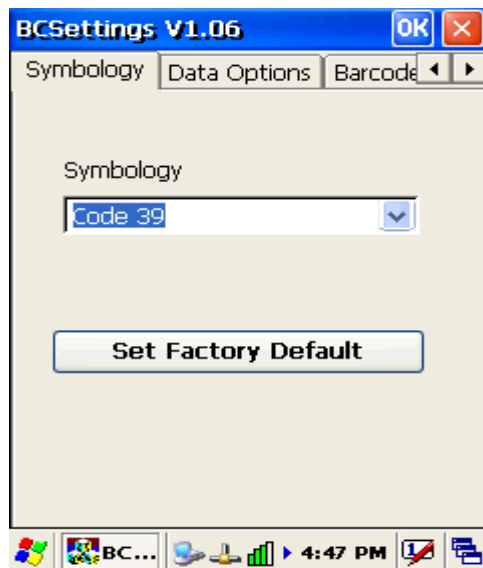 BCSettings V1.06 OK
Symbology Data Options Barcode
Symbology
Code 39
Set Factory Default
BC... 4:47 PM